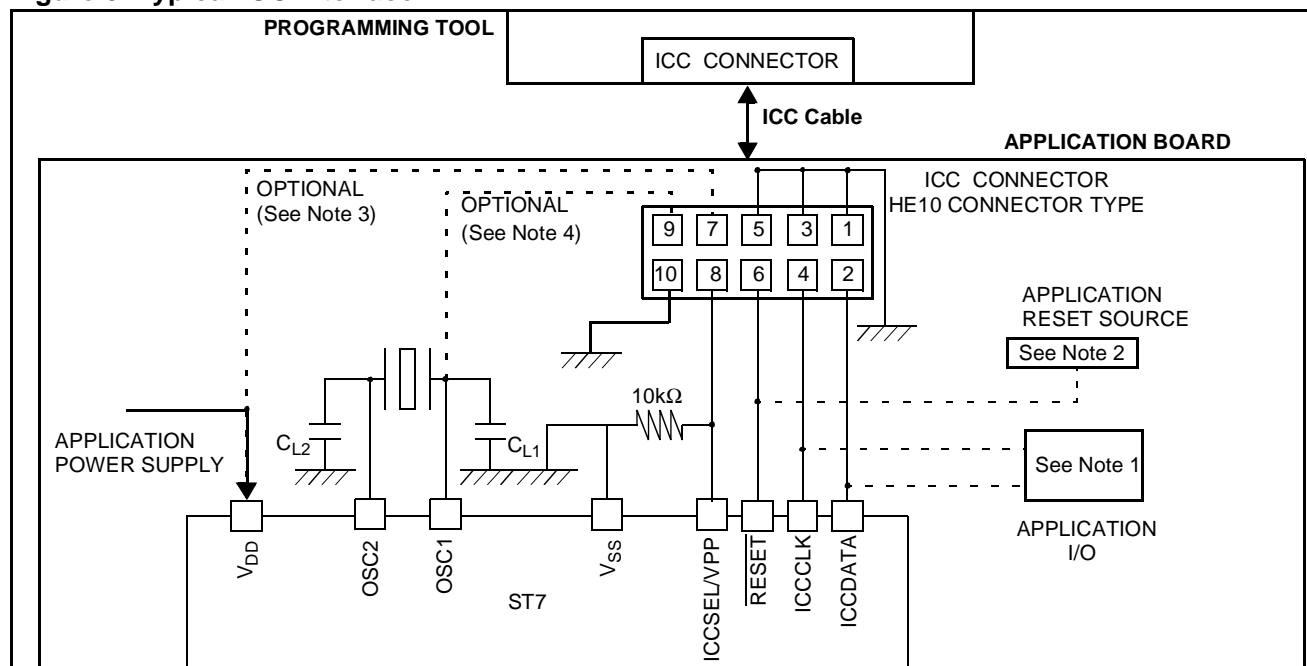 PROGRAMMING TOOL
ICC CONNECTOR
ICC Cable
APPLICATION BOARD
OPTIONAL
(See Note 3)
OPTIONAL
(See Note 4)
ICC CONNECTOR
HE10 CONNECTOR TYPE
9 7 5 3 1
10 8 6 4 2
APPLICATION
RESET SOURCE
See Note 2
10kΩ
APPLICATION
POWER SUPPLY
CL2
CL1
See Note 1
APPLICATION
I/O
VDD
OSC2
OSC1
VSS
ICCSEL/VPP
RESET
ICCCLK
ICCDATA
ST7